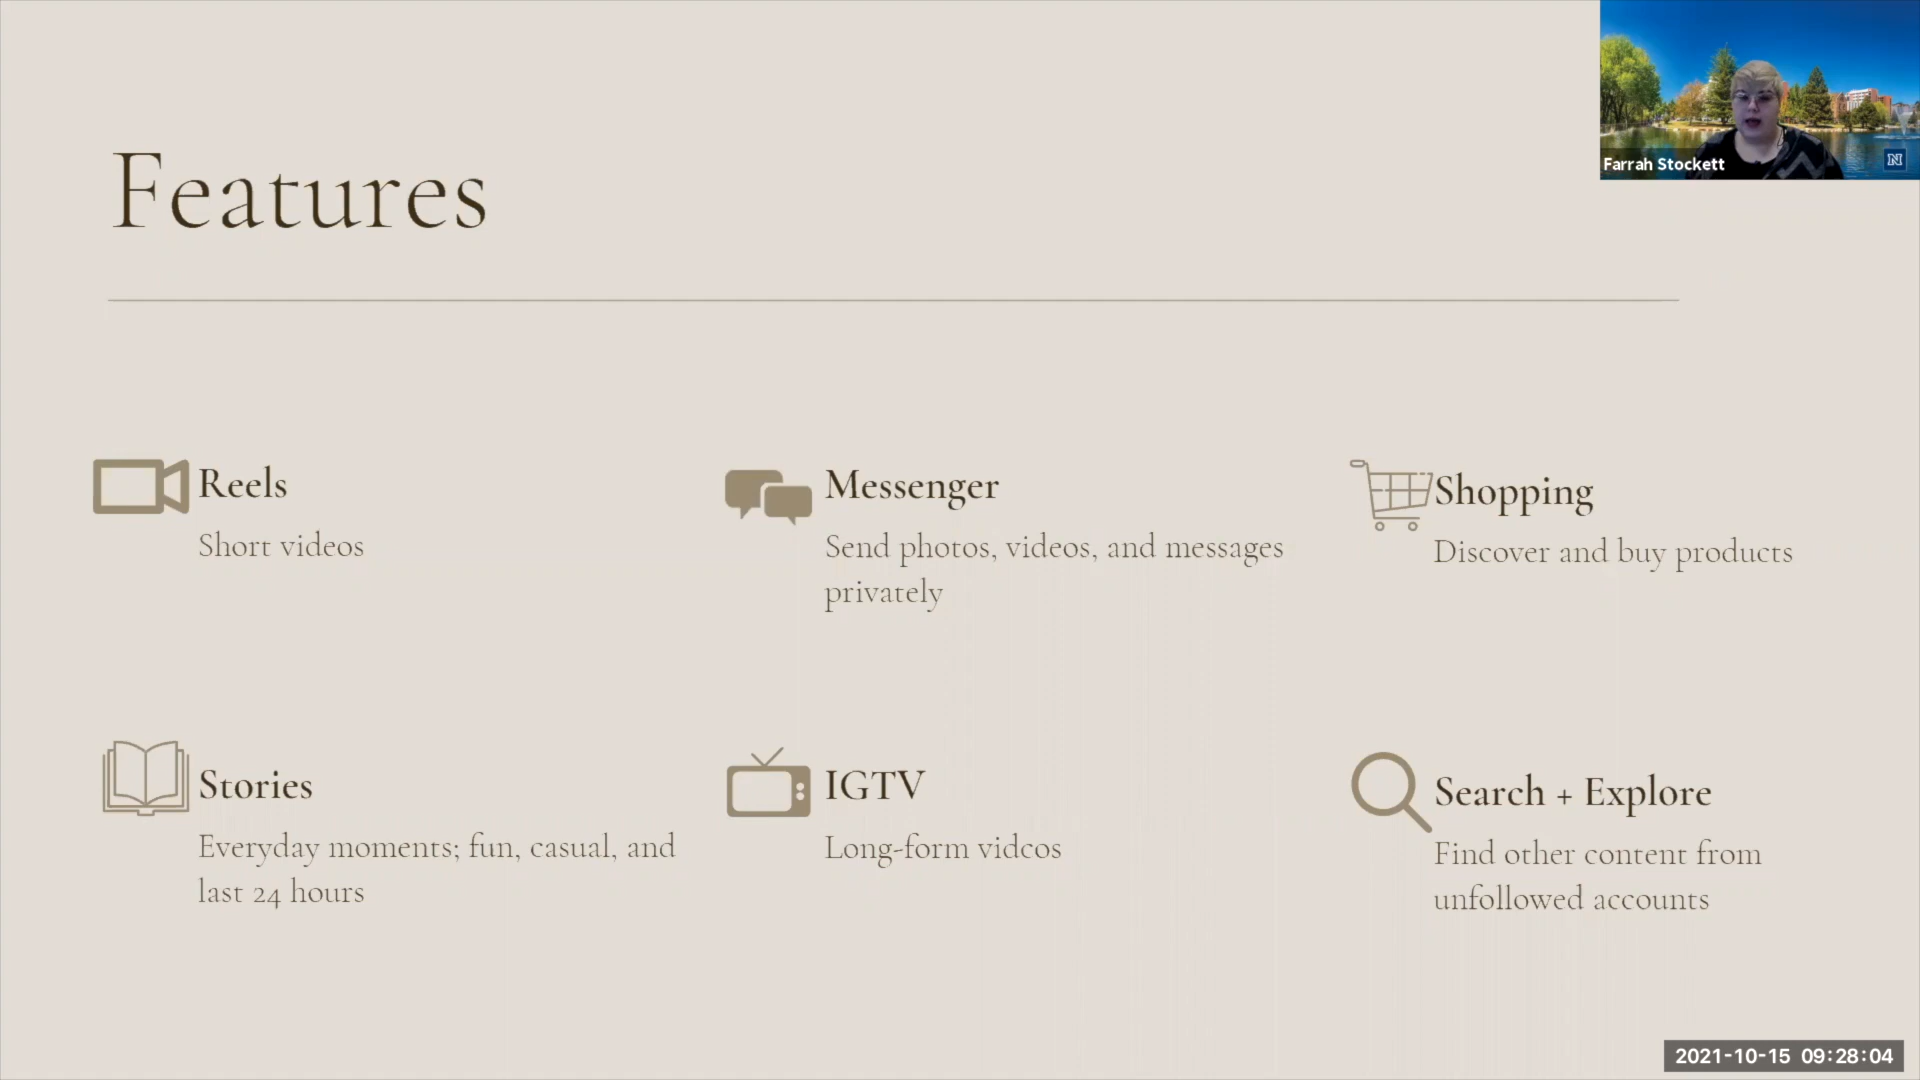 Farrah Stockett
N
Features
Reels
Short videos
Messenger
Send photos, videos, and messages
privately
Shopping
Discover and buy products
Stories
Everyday moments; fun, casual, and
last 24 hours
IGTV
Long-form videos
Search + Explore
Find other content from
unfollowed accounts
2021-10-15 09:28:04